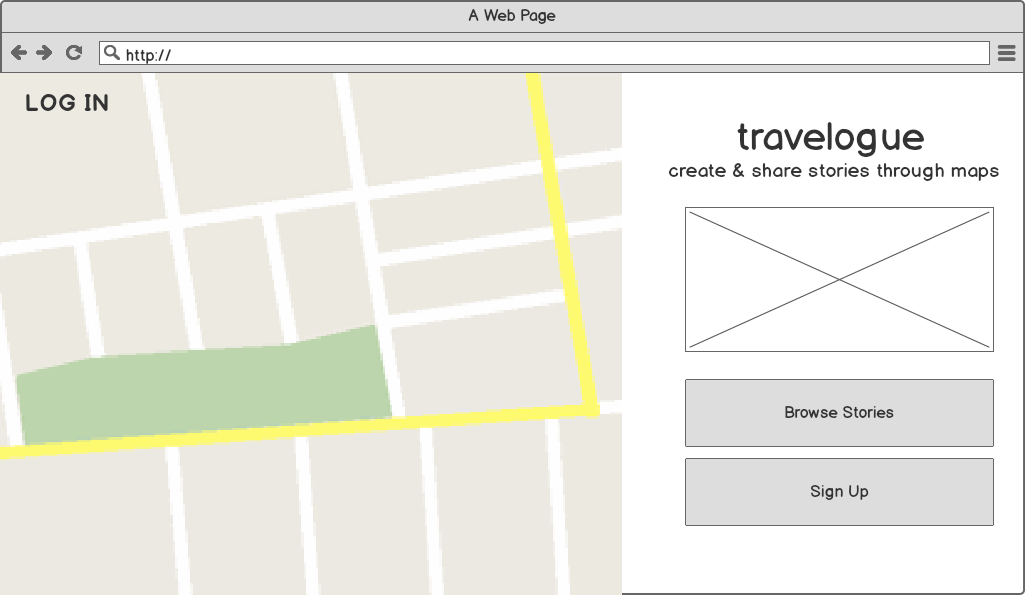 A Web Page
http://
LOG IN
travelogue
create & share stories through maps
Browse Stories
Sign Up